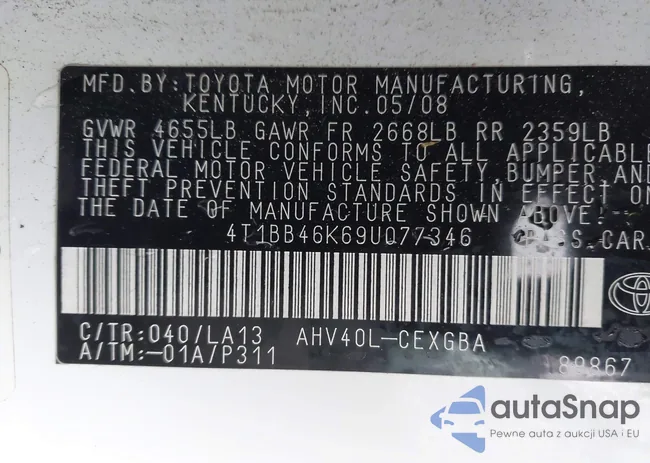 MFD.BY:TOYOTA MOTOR MANUFACTURING,
KENTUCKY,INC.05/08
GVWR 4655LB GAWR FR 2668LB RR 2359LB
THIS VEHICLE CONFORMS TO ALL APPLICABLE
FEDERAL MOTOR VEHICLE SAFETY,BUMPER,AND
THEFT PREVENTION STANDARDS IN EFFECT ON
THE DATE OF MANUFACTURE SHOWN ABOVE.
4T1BB46K69U077346 PASS.CAR
C/TR:040/LA13 AHV40L-CEXGBA
A/TM:-01A/P311 89867
autaSnap
Pewne auta z aukcji USA i EU